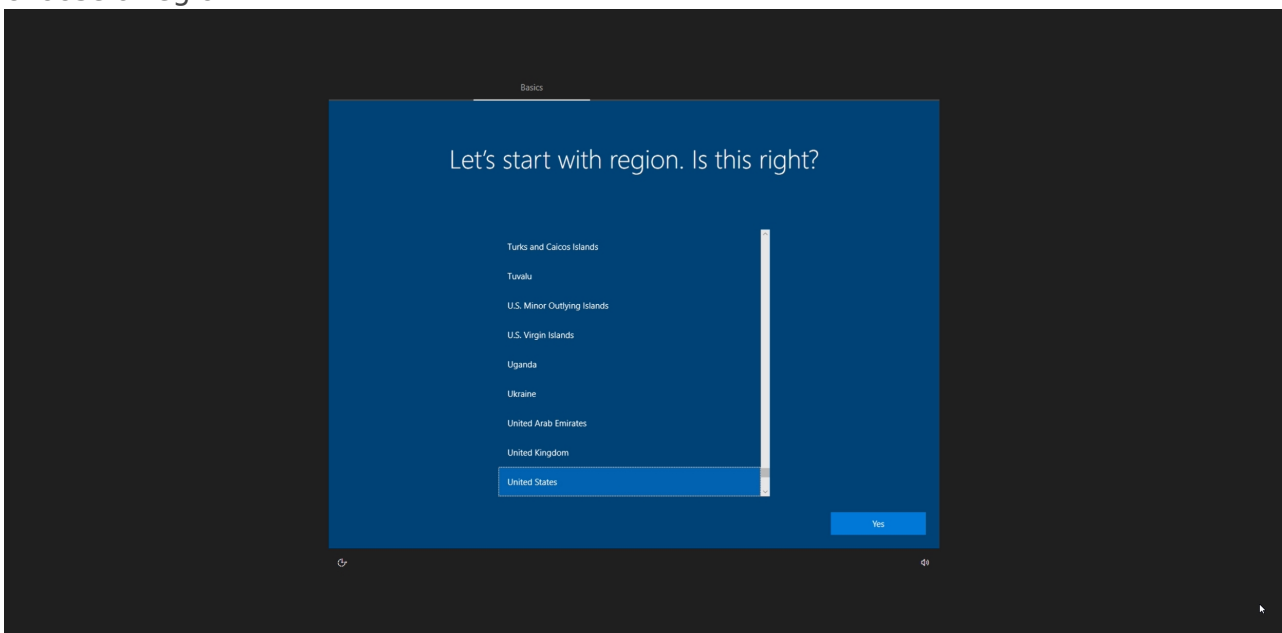 Basics
Let's start with region. Is this right?
Turks and Caicos Islands
Tuvalu
U.S. Minor Outlying Islands
U.S. Virgin Islands
Uganda
Ukraine
United Arab Emirates
United Kingdom
United States
Yes